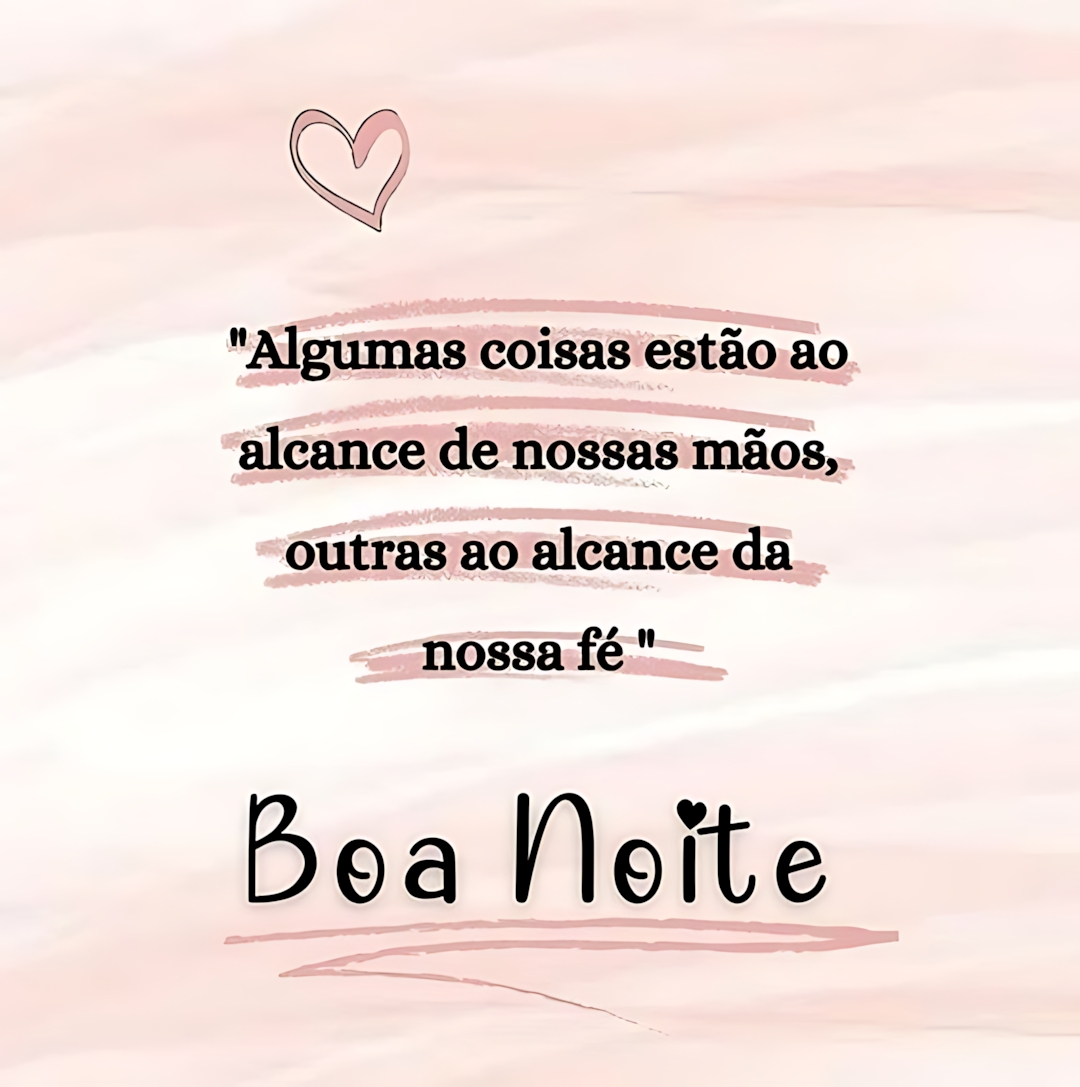 "Algumas coisas estão ao
alcance de nossas mãos,
outras ao alcance da
nossa fé "
Boa Noite